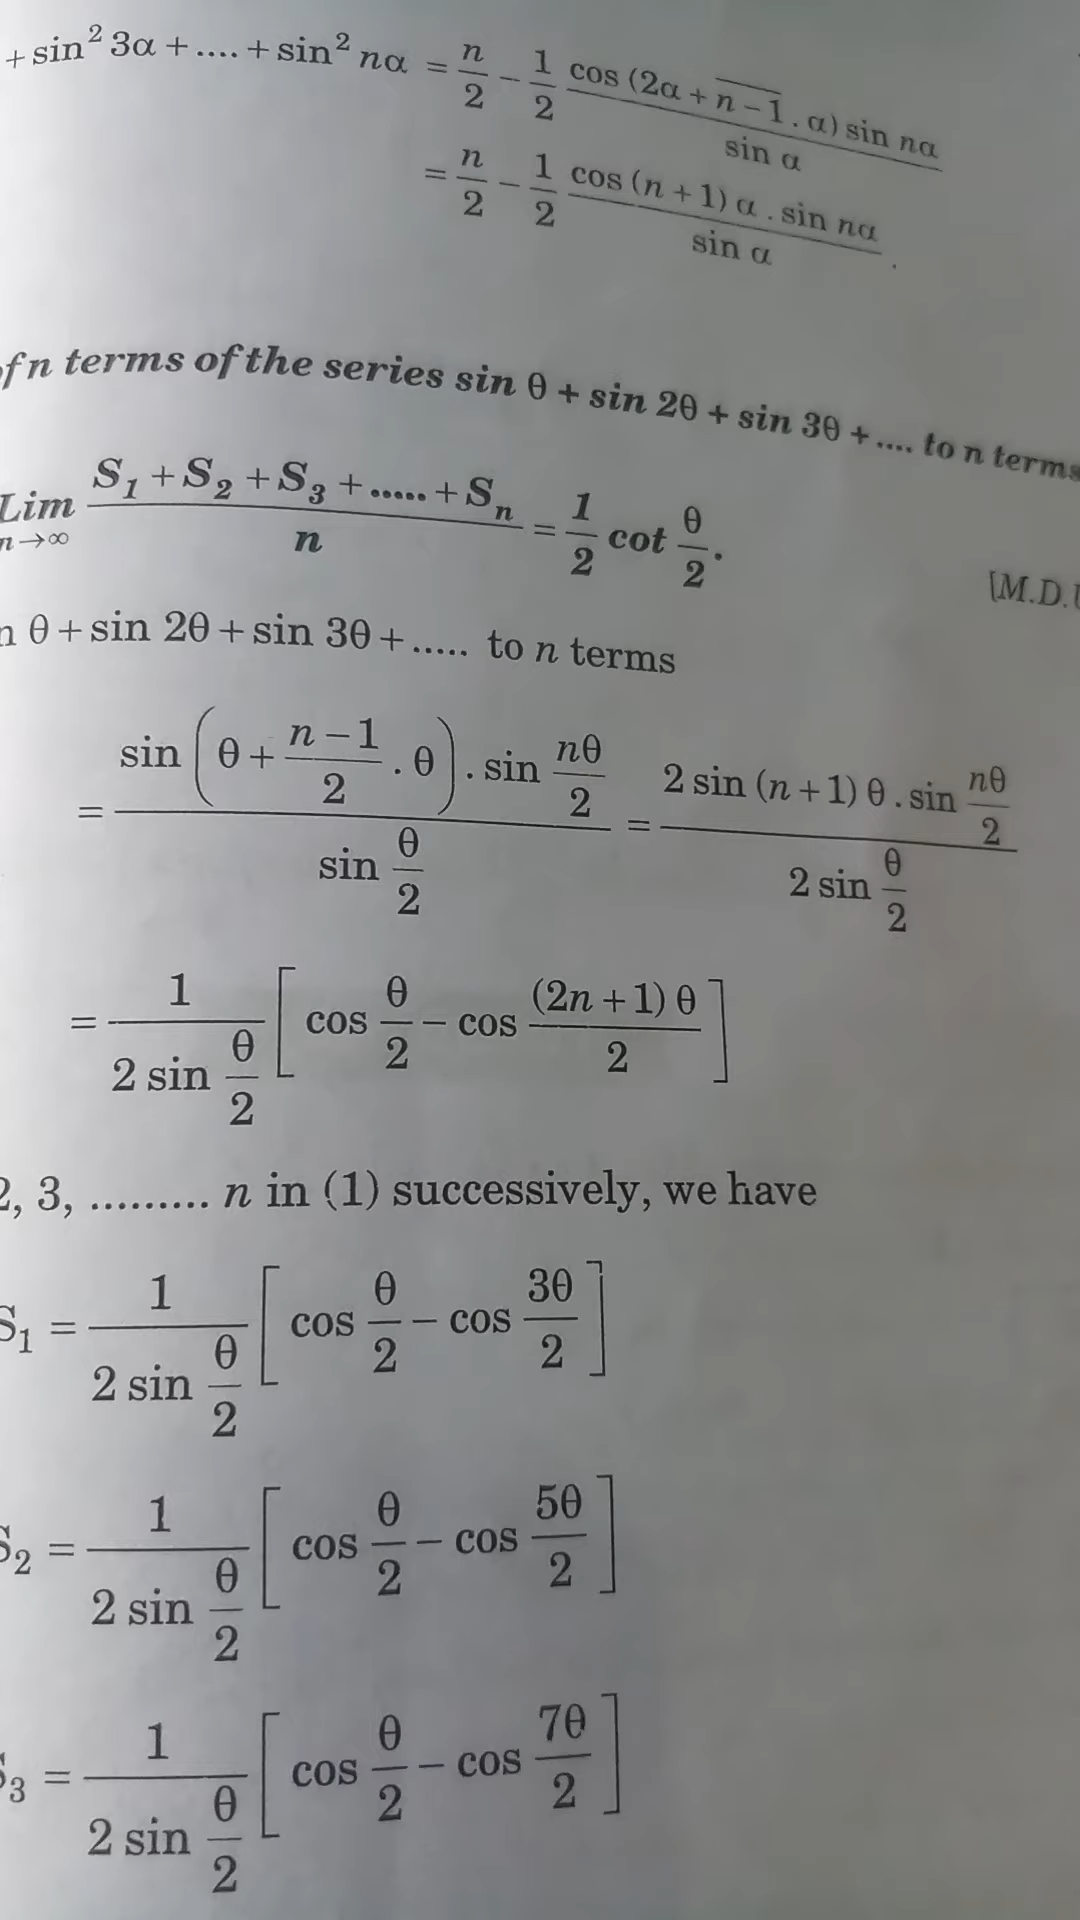 + sin² 3α + .... + sin² nα = n/2 − 1/2 cos (2α + n̅ ̅−̅ ̅1̅ . α) sin nα / sin α
= n/2 − 1/2 cos (n + 1) α . sin nα / sin α .
f n terms of the series sin θ + sin 2θ + sin 3θ + .... to n terms
Lim n→∞ S₁ + S₂ + S₃ + ..... + Sₙ / n = 1/2 cot θ/2 .
[M.D.U
n θ + sin 2θ + sin 3θ + ..... to n terms
= sin (θ + n − 1/2 . θ) . sin nθ/2 / sin θ/2 = 2 sin (n + 1) θ . sin nθ/2 / 2 sin θ/2
= 1 / 2 sin θ/2 [ cos θ/2 − cos (2n + 1) θ/2 ]
2, 3, ......... n in (1) successively, we have
S₁ = 1 / 2 sin θ/2 [ cos θ/2 − cos 3θ/2 ]
S₂ = 1 / 2 sin θ/2 [ cos θ/2 − cos 5θ/2 ]
S₃ = 1 / 2 sin θ/2 [ cos θ/2 − cos 7θ/2 ]